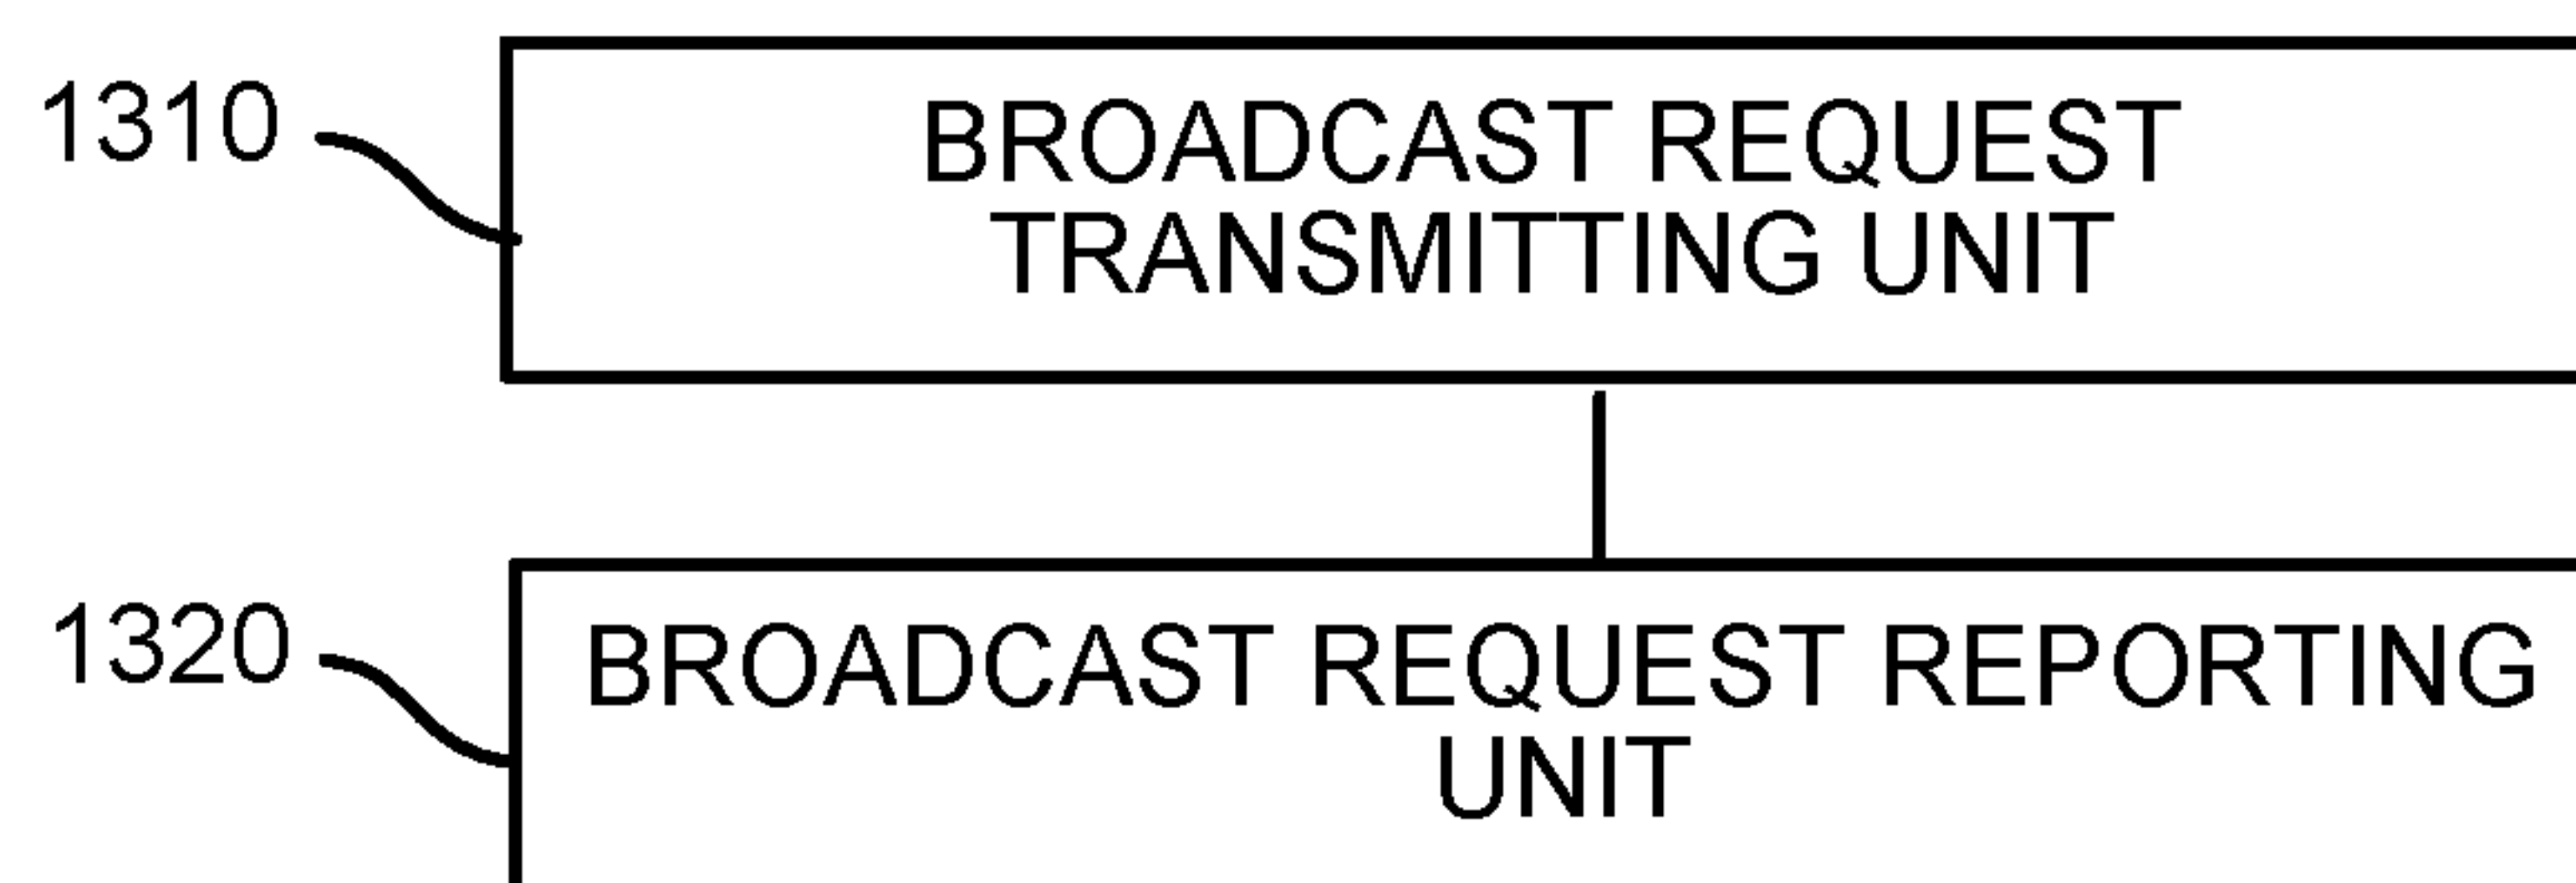 1310
BROADCAST REQUEST
TRANSMITTING UNIT
1320
BROADCAST REQUEST REPORTING
UNIT